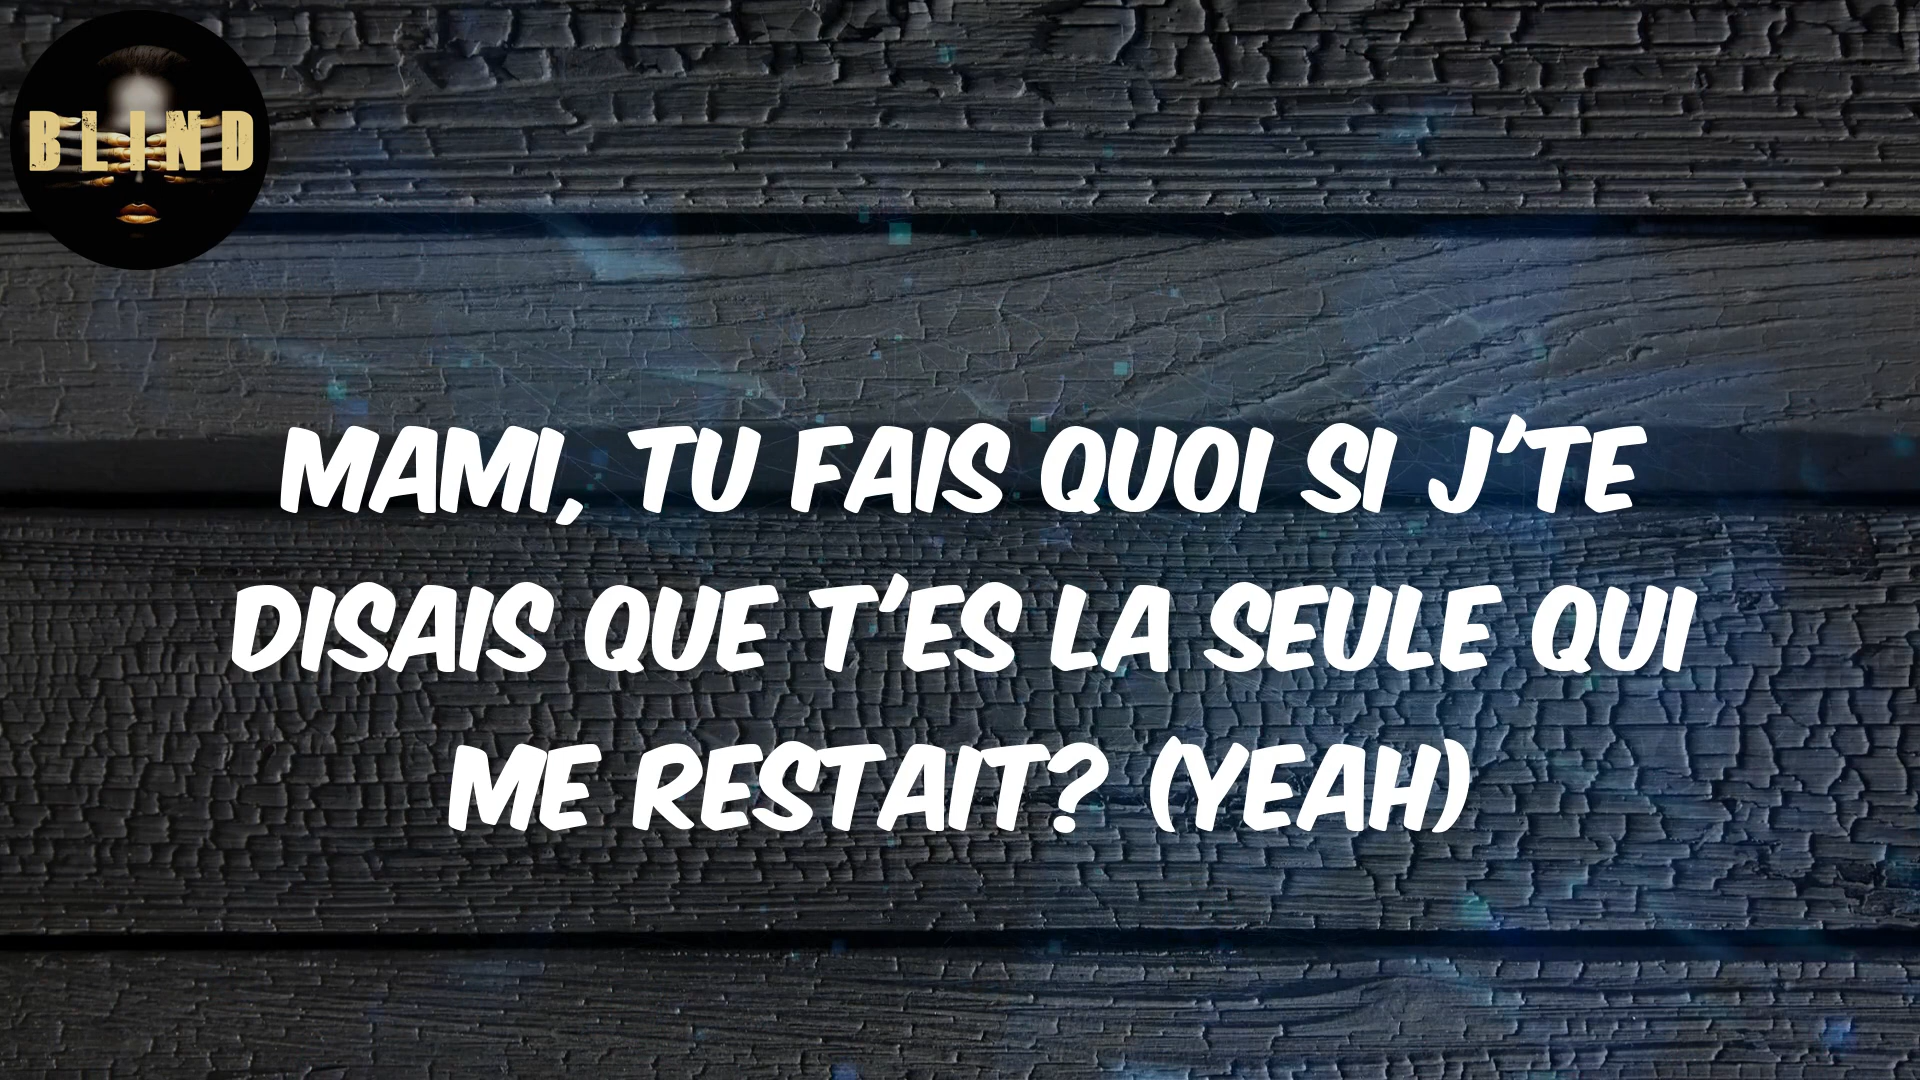 BLIND
MAMI, TU FAIS QUOI SI J'TE
DISAIS QUE T'ES LA SEULE QUI
ME RESTAIT? (YEAH)